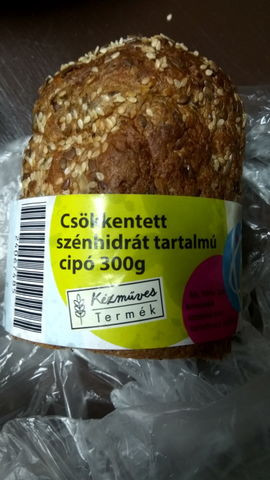 Csökkentett
szénhidrát tartalmú
cipó 300g
Kézműves
Termék